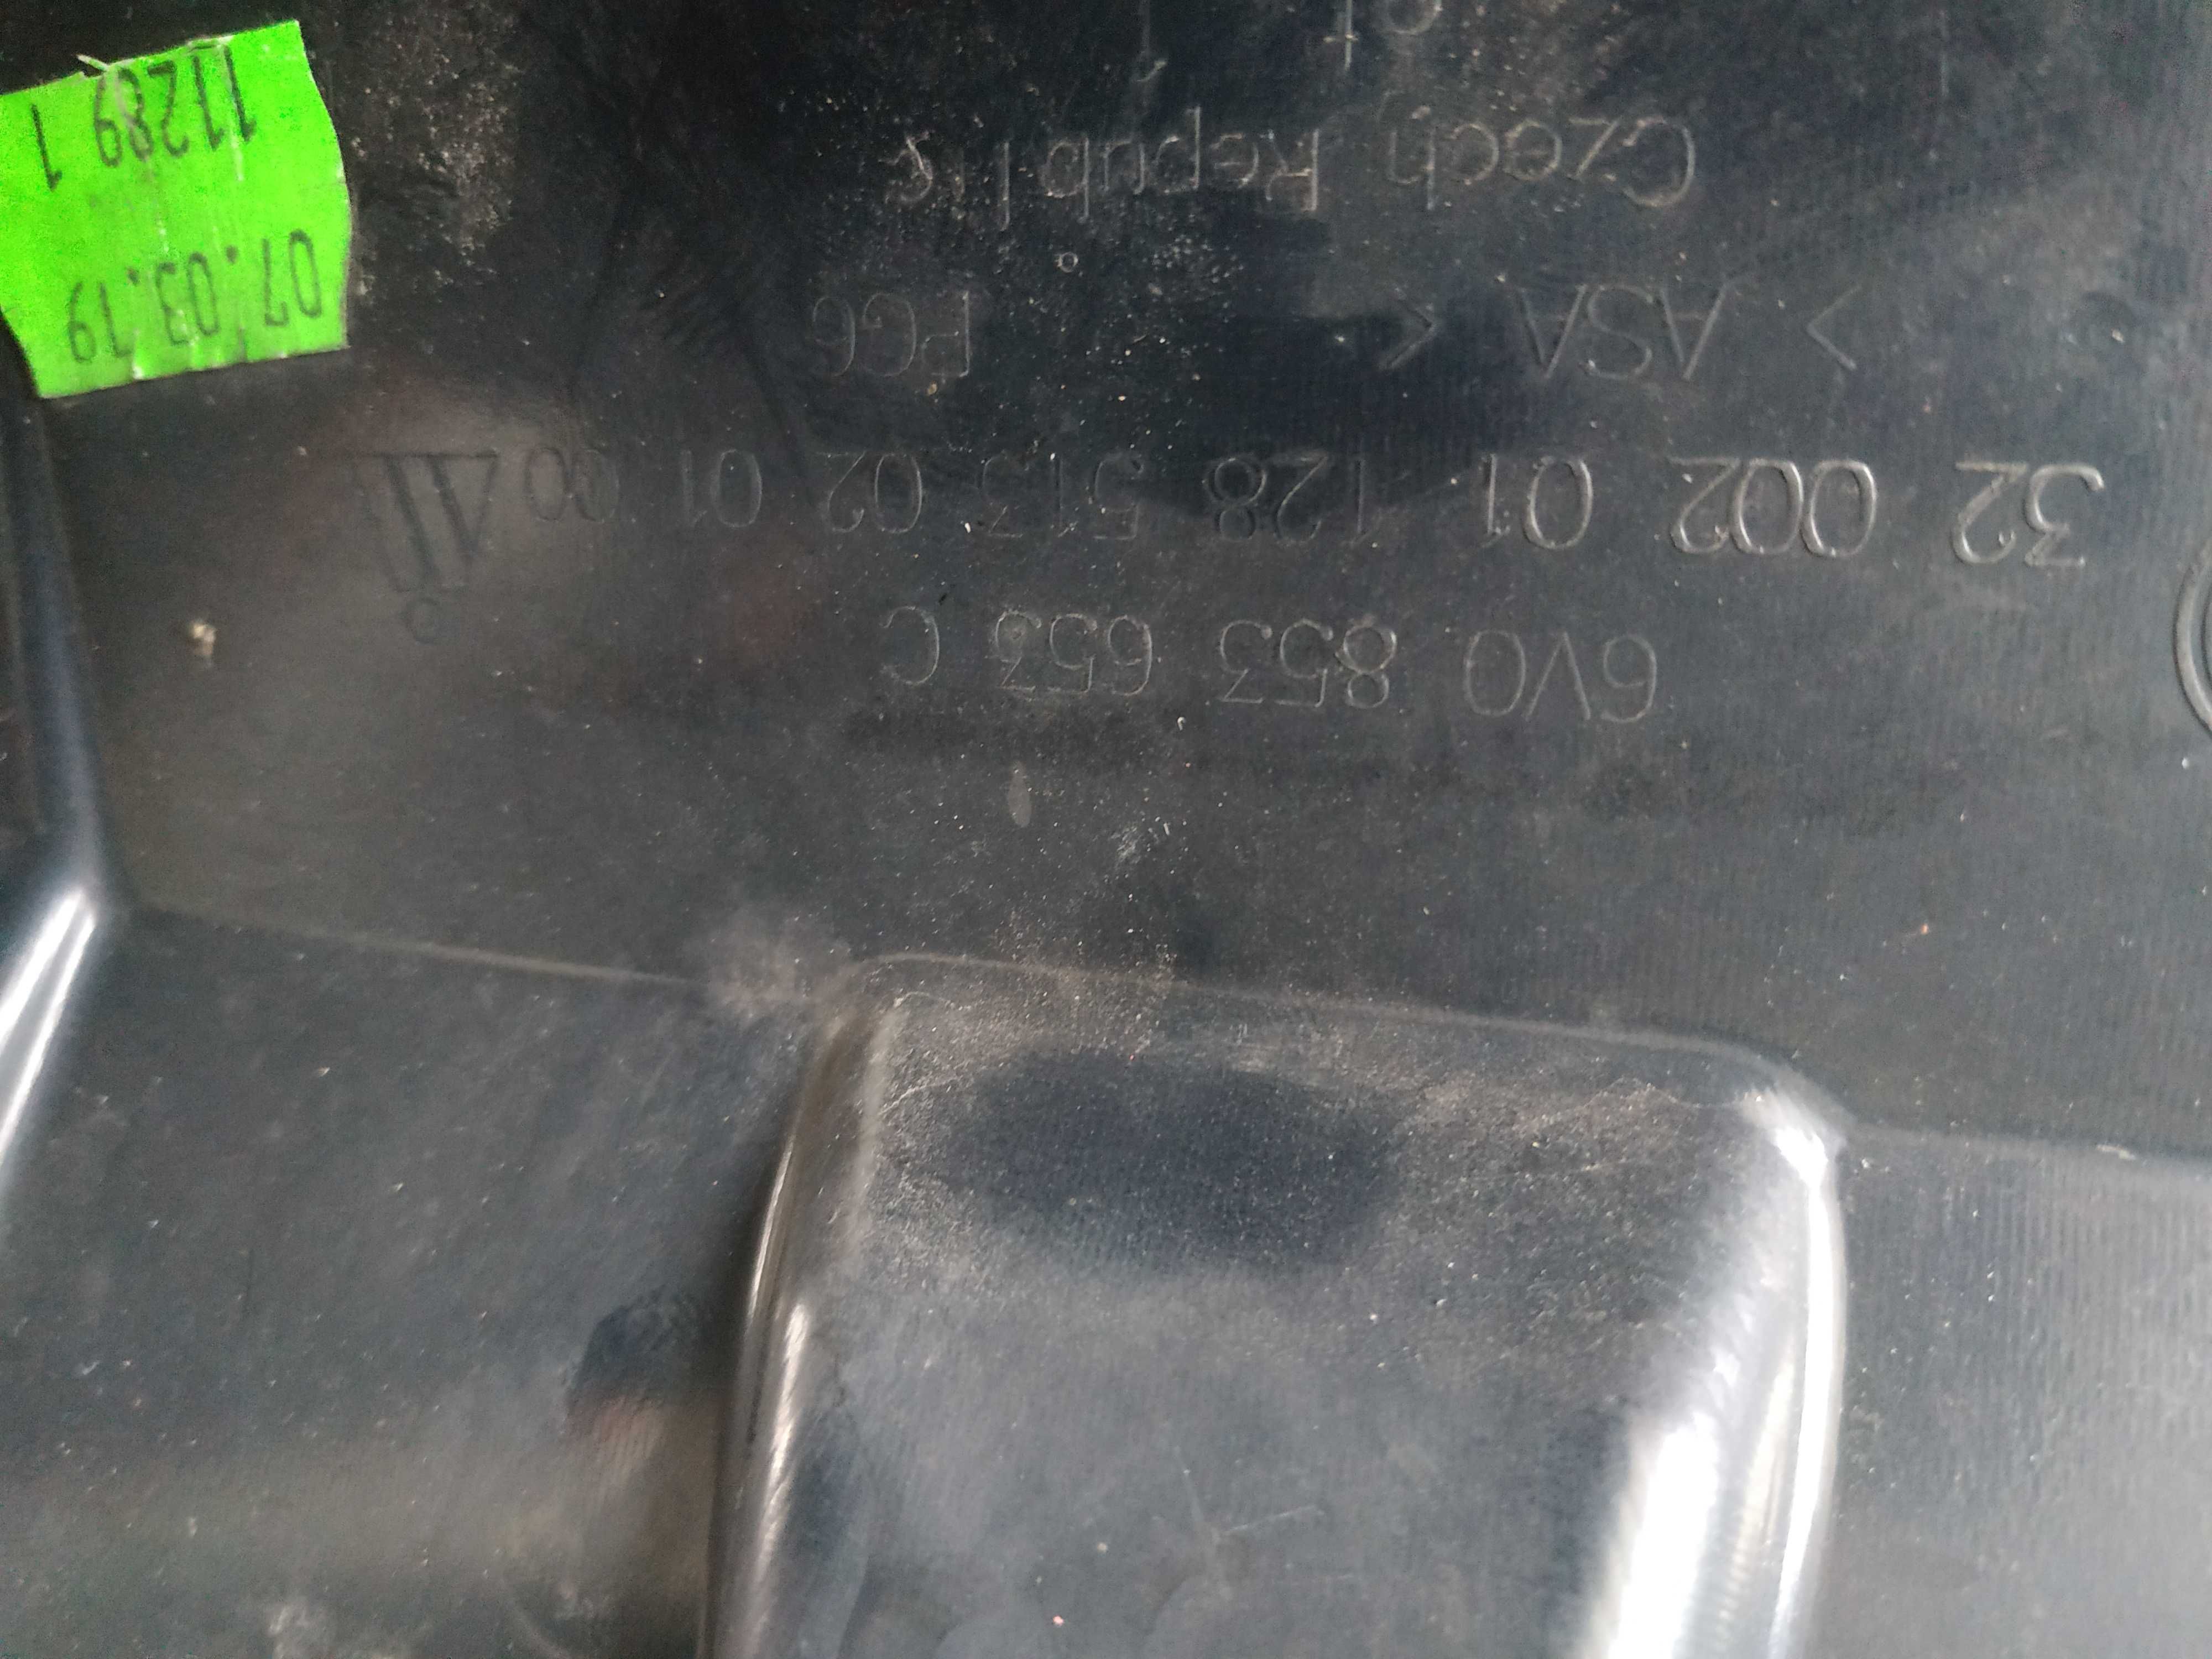 6V0 853 653 C
32 002 01 128 513 02 01 00
> ASA <
Czech Republic
07.03.19
11289 1